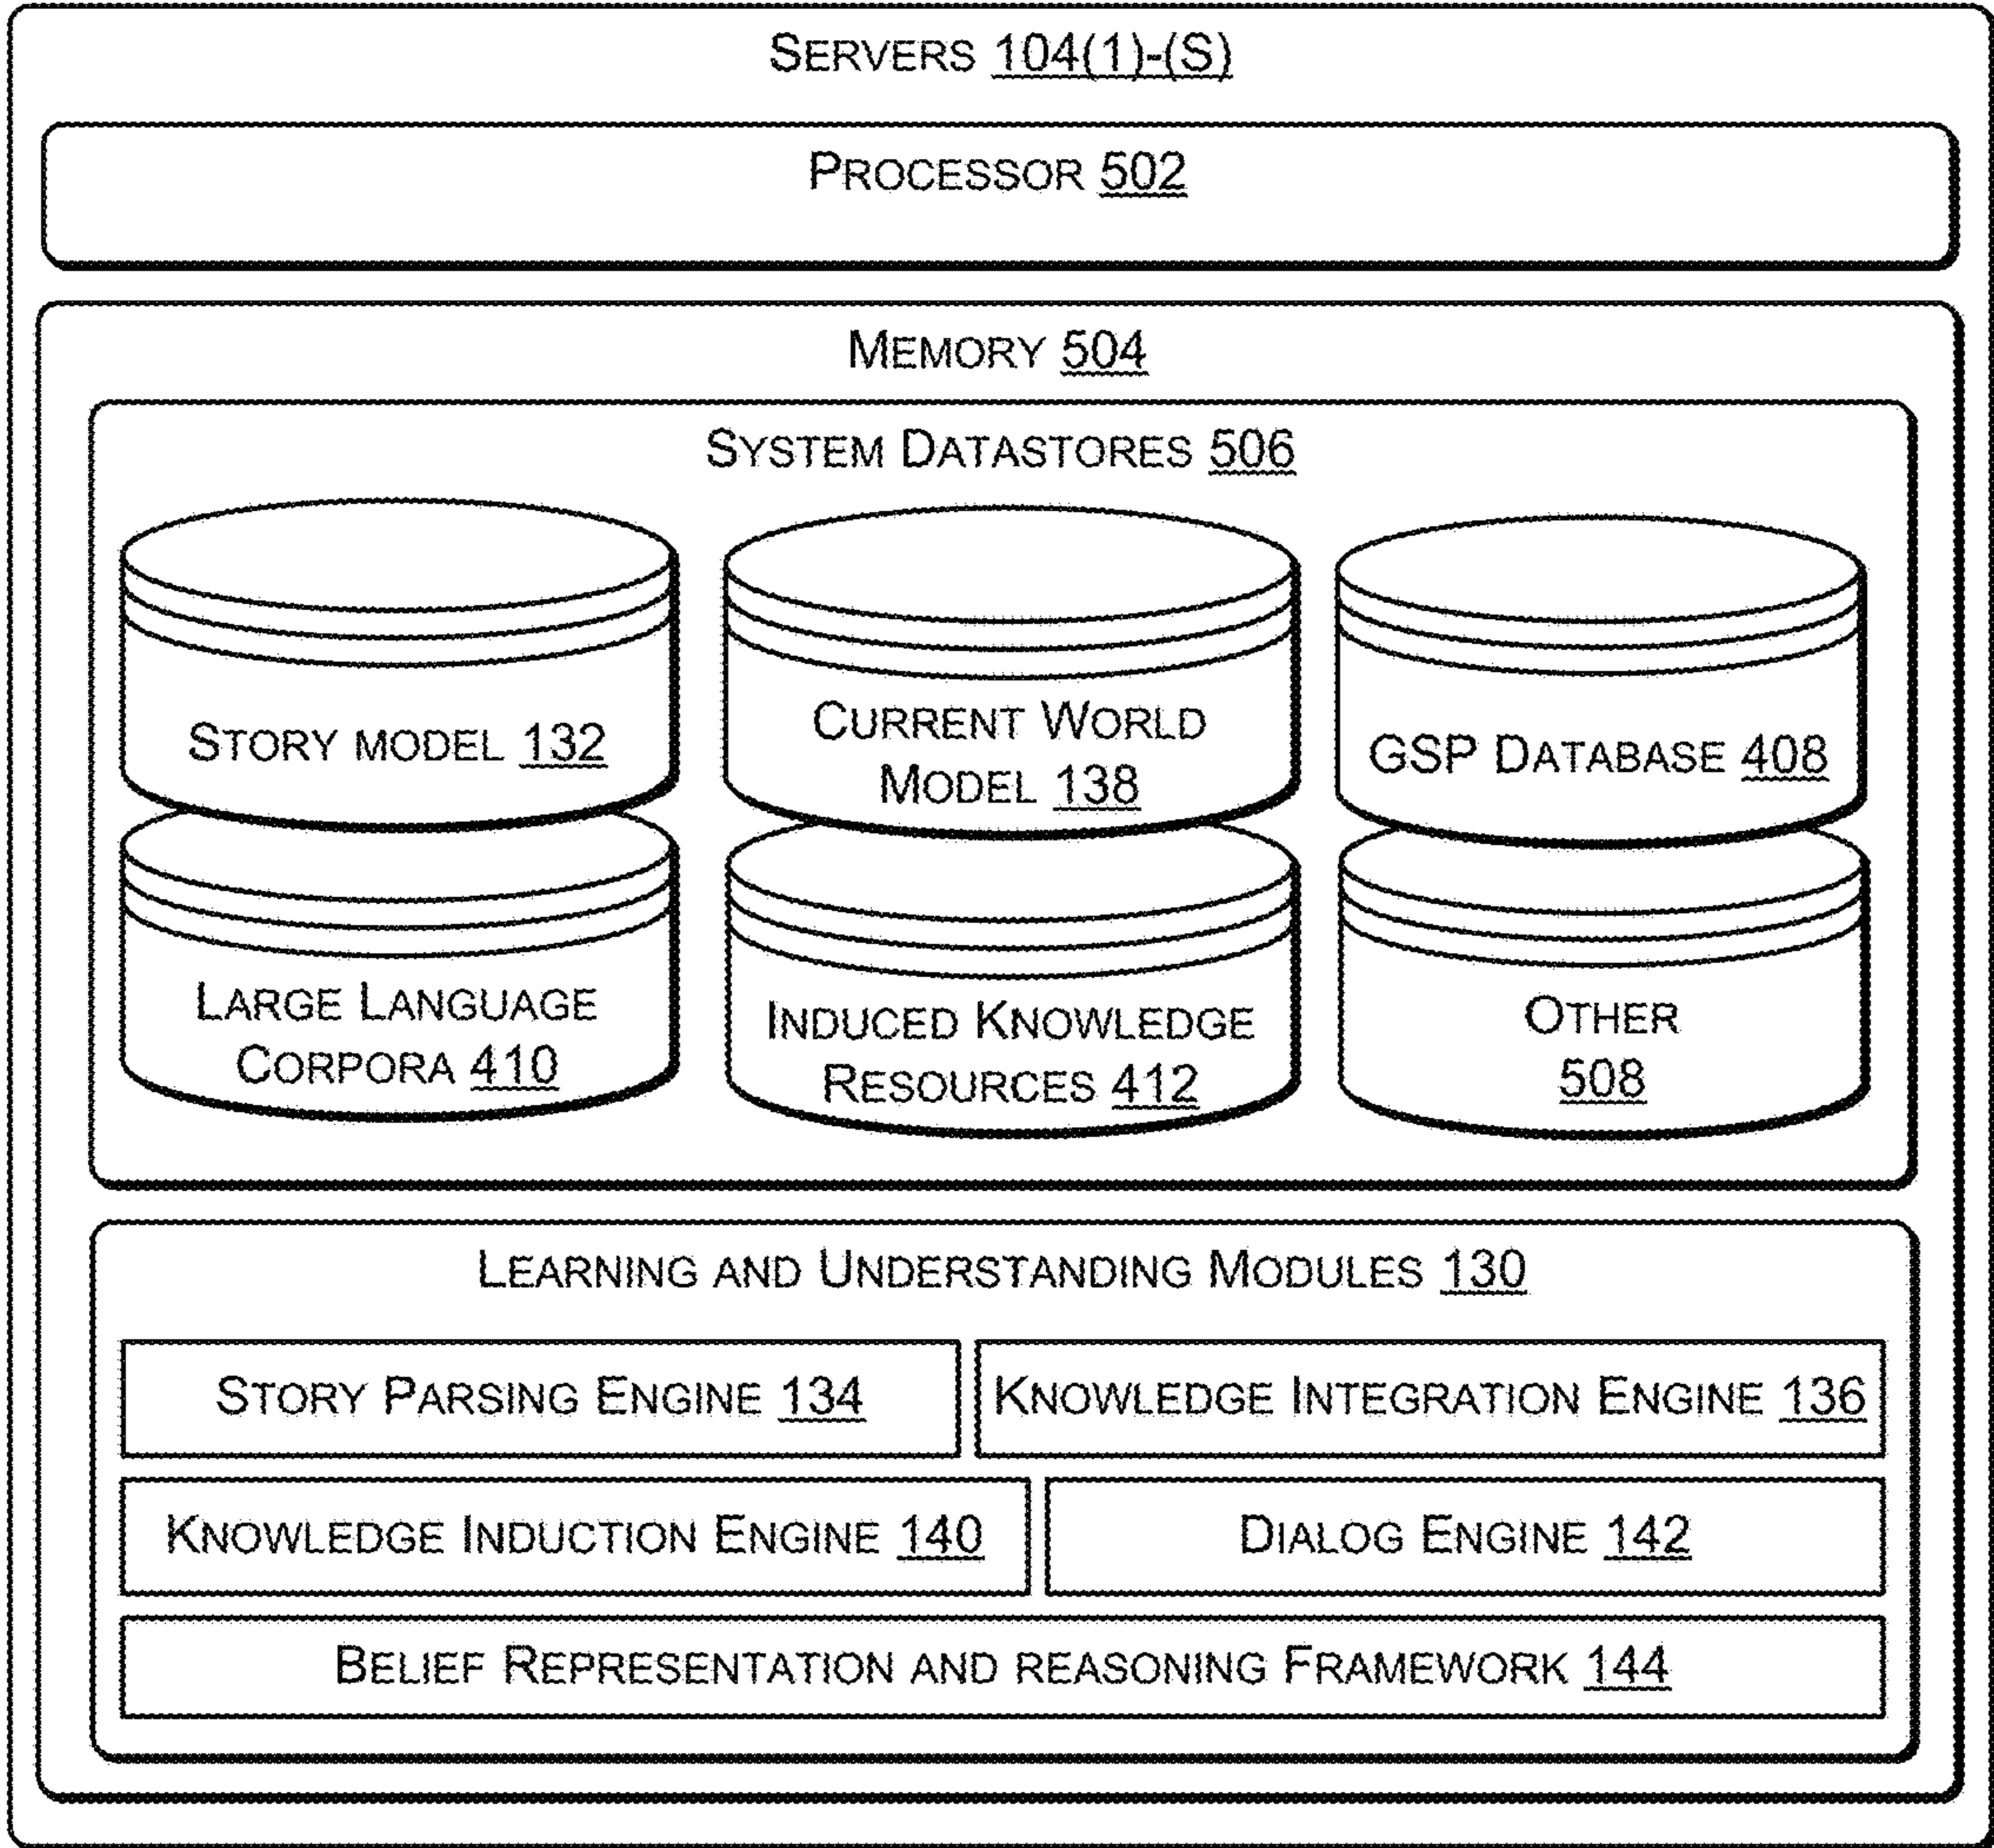 SERVERS 104(1)-(S)
PROCESSOR 502
MEMORY 504
SYSTEM DATASTORES 506
STORY MODEL 132
CURRENT WORLD
MODEL 138
GSP DATABASE 408
LARGE LANGUAGE
CORPORA 410
INDUCED KNOWLEDGE
RESOURCES 412
OTHER
508
LEARNING AND UNDERSTANDING MODULES 130
STORY PARSING ENGINE 134
KNOWLEDGE INTEGRATION ENGINE 136
KNOWLEDGE INDUCTION ENGINE 140
DIALOG ENGINE 142
BELIEF REPRESENTATION AND REASONING FRAMEWORK 144